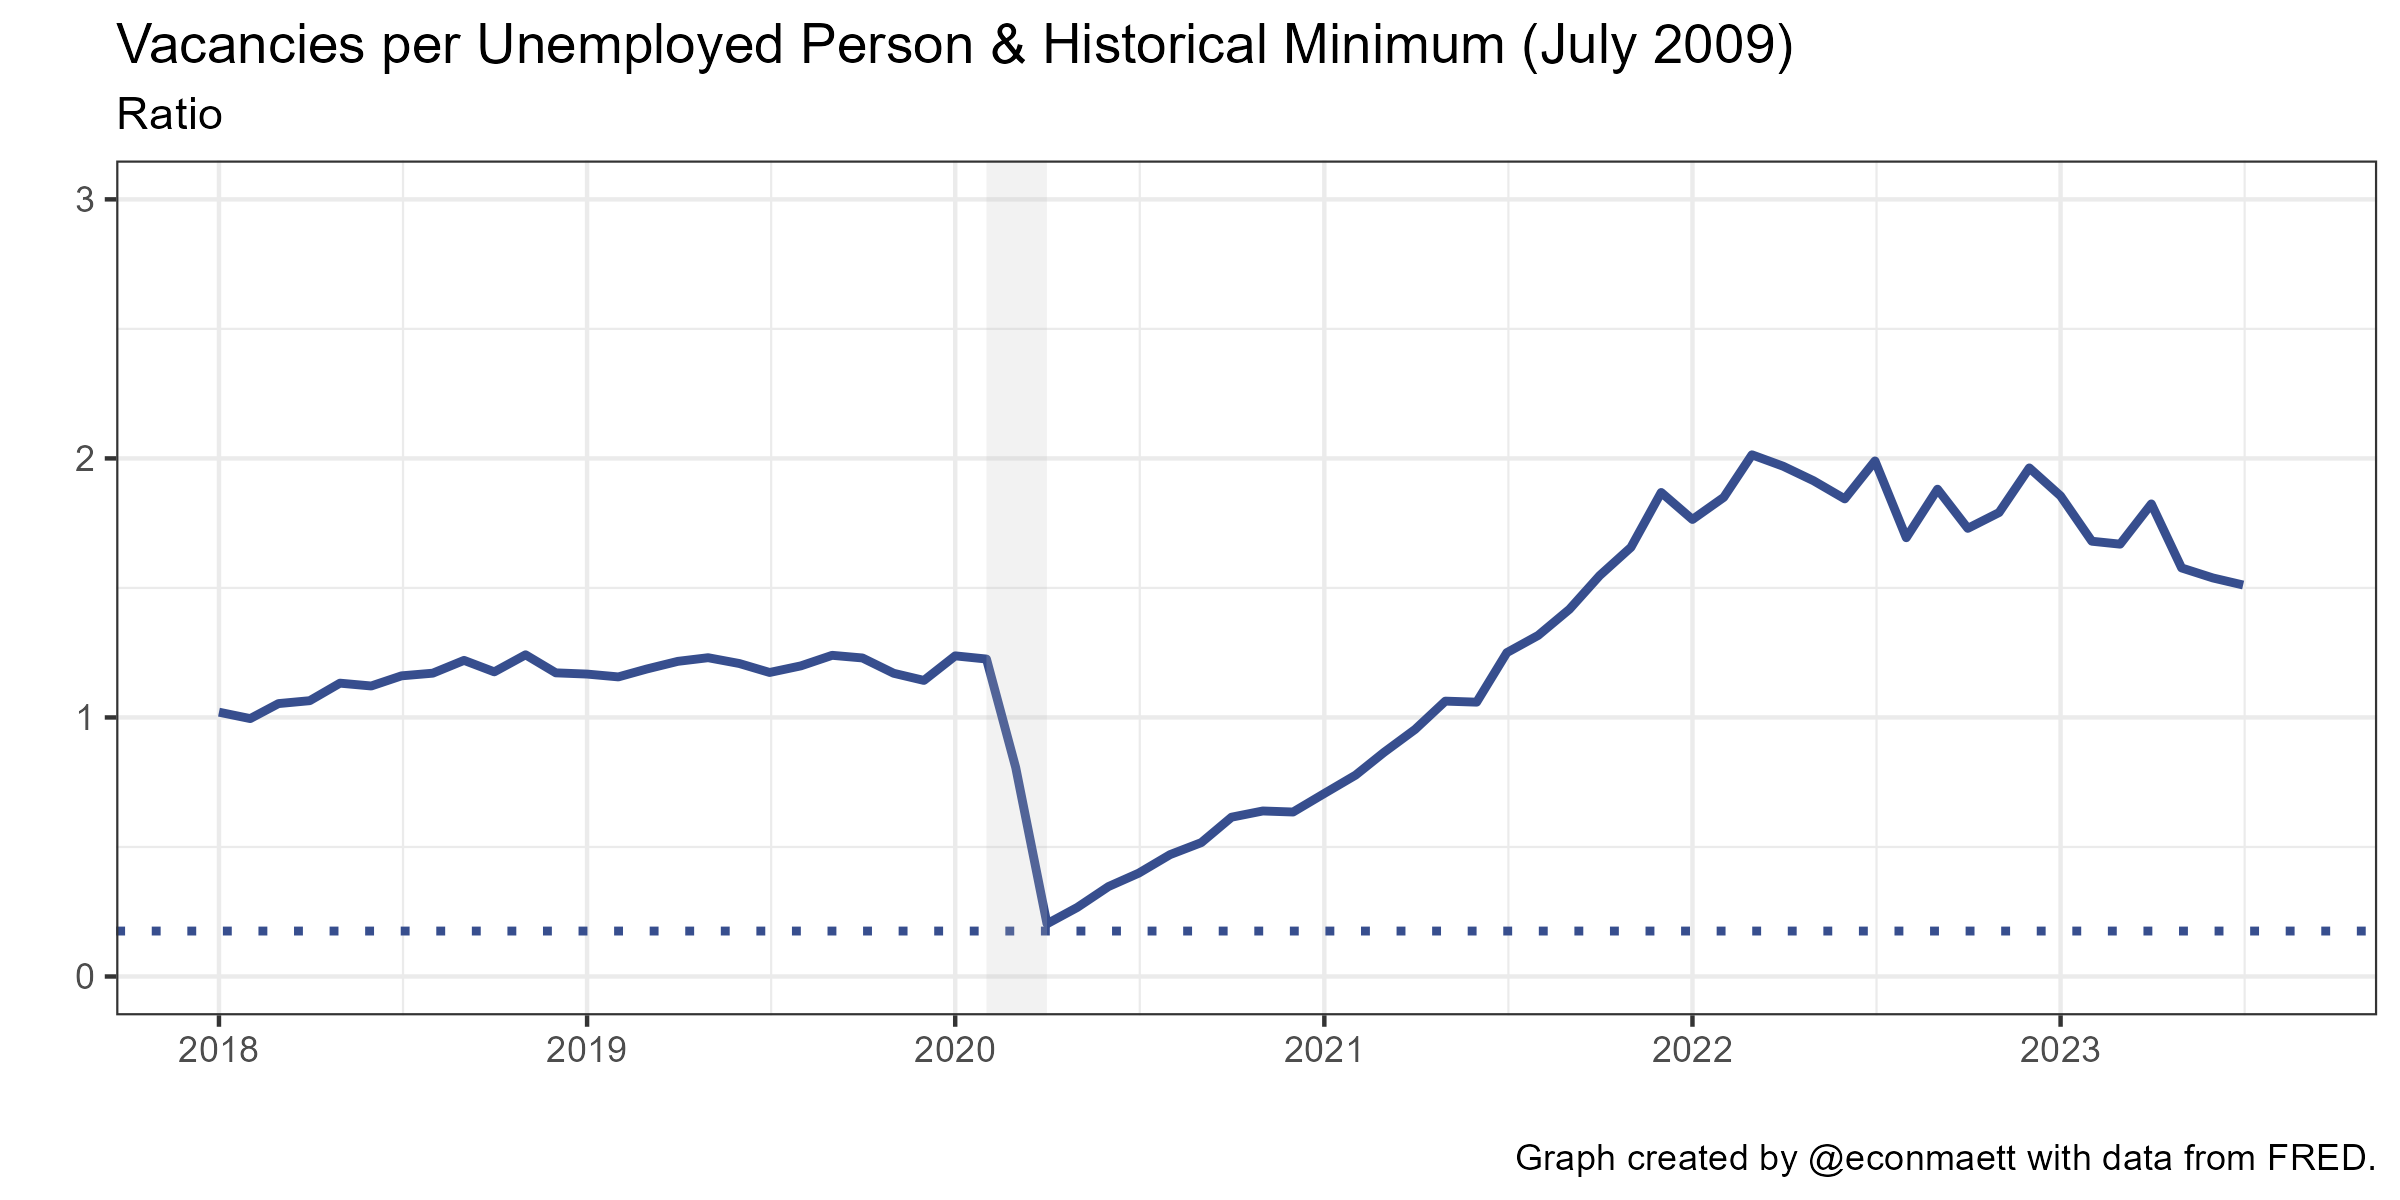 Vacancies per Unemployed Person & Historical Minimum (July 2009)
Ratio
3
2
1
0
2018 2019 2020 2021 2022 2023
Graph created by @econmaett with data from FRED.